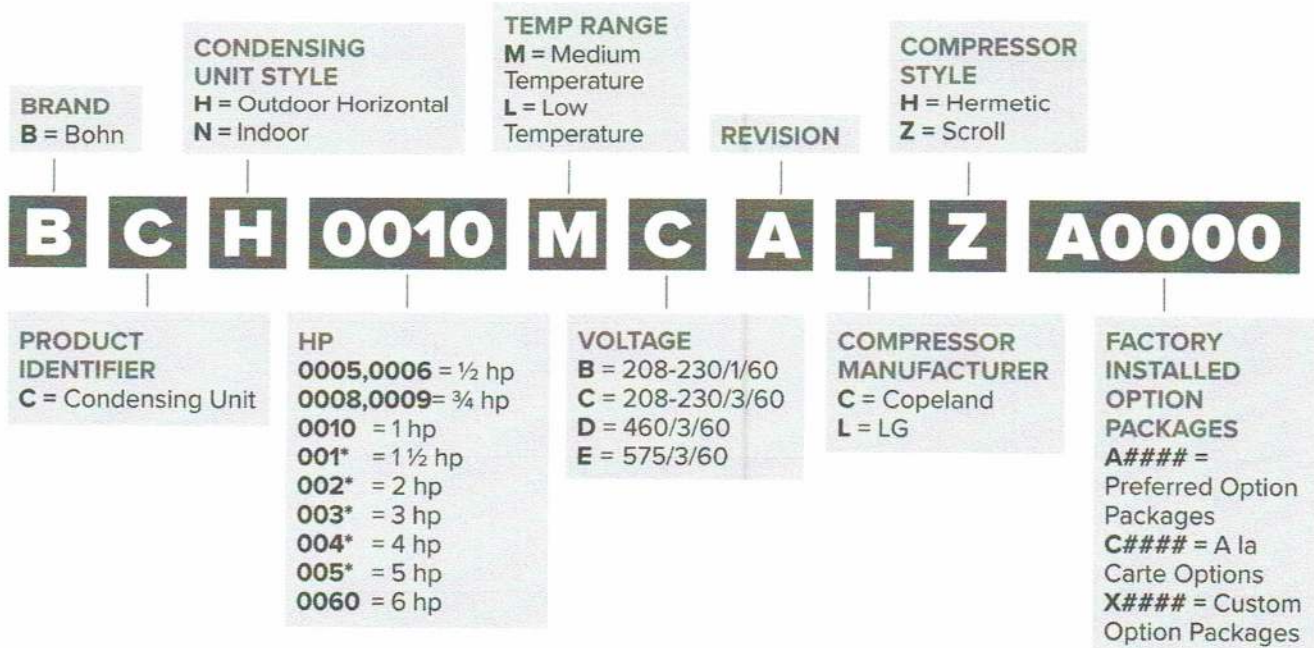 BRAND
B = Bohn
CONDENSING
UNIT STYLE
H = Outdoor Horizontal
N = Indoor
TEMP RANGE
M = Medium
Temperature
L = Low
Temperature
REVISION
COMPRESSOR
STYLE
H = Hermetic
Z = Scroll
B C H 0010 M C A L Z A0000
PRODUCT
IDENTIFIER
C = Condensing Unit
HP
0005,0006 = ½ hp
0008,0009= ¾ hp
0010 = 1 hp
001* = 1 ½ hp
002* = 2 hp
003* = 3 hp
004* = 4 hp
005* = 5 hp
0060 = 6 hp
VOLTAGE
B = 208-230/1/60
C = 208-230/3/60
D = 460/3/60
E = 575/3/60
COMPRESSOR
MANUFACTURER
C = Copeland
L = LG
FACTORY
INSTALLED
OPTION
PACKAGES
A#### =
Preferred Option
Packages
C#### = A la
Carte Options
X#### = Custom
Option Packages